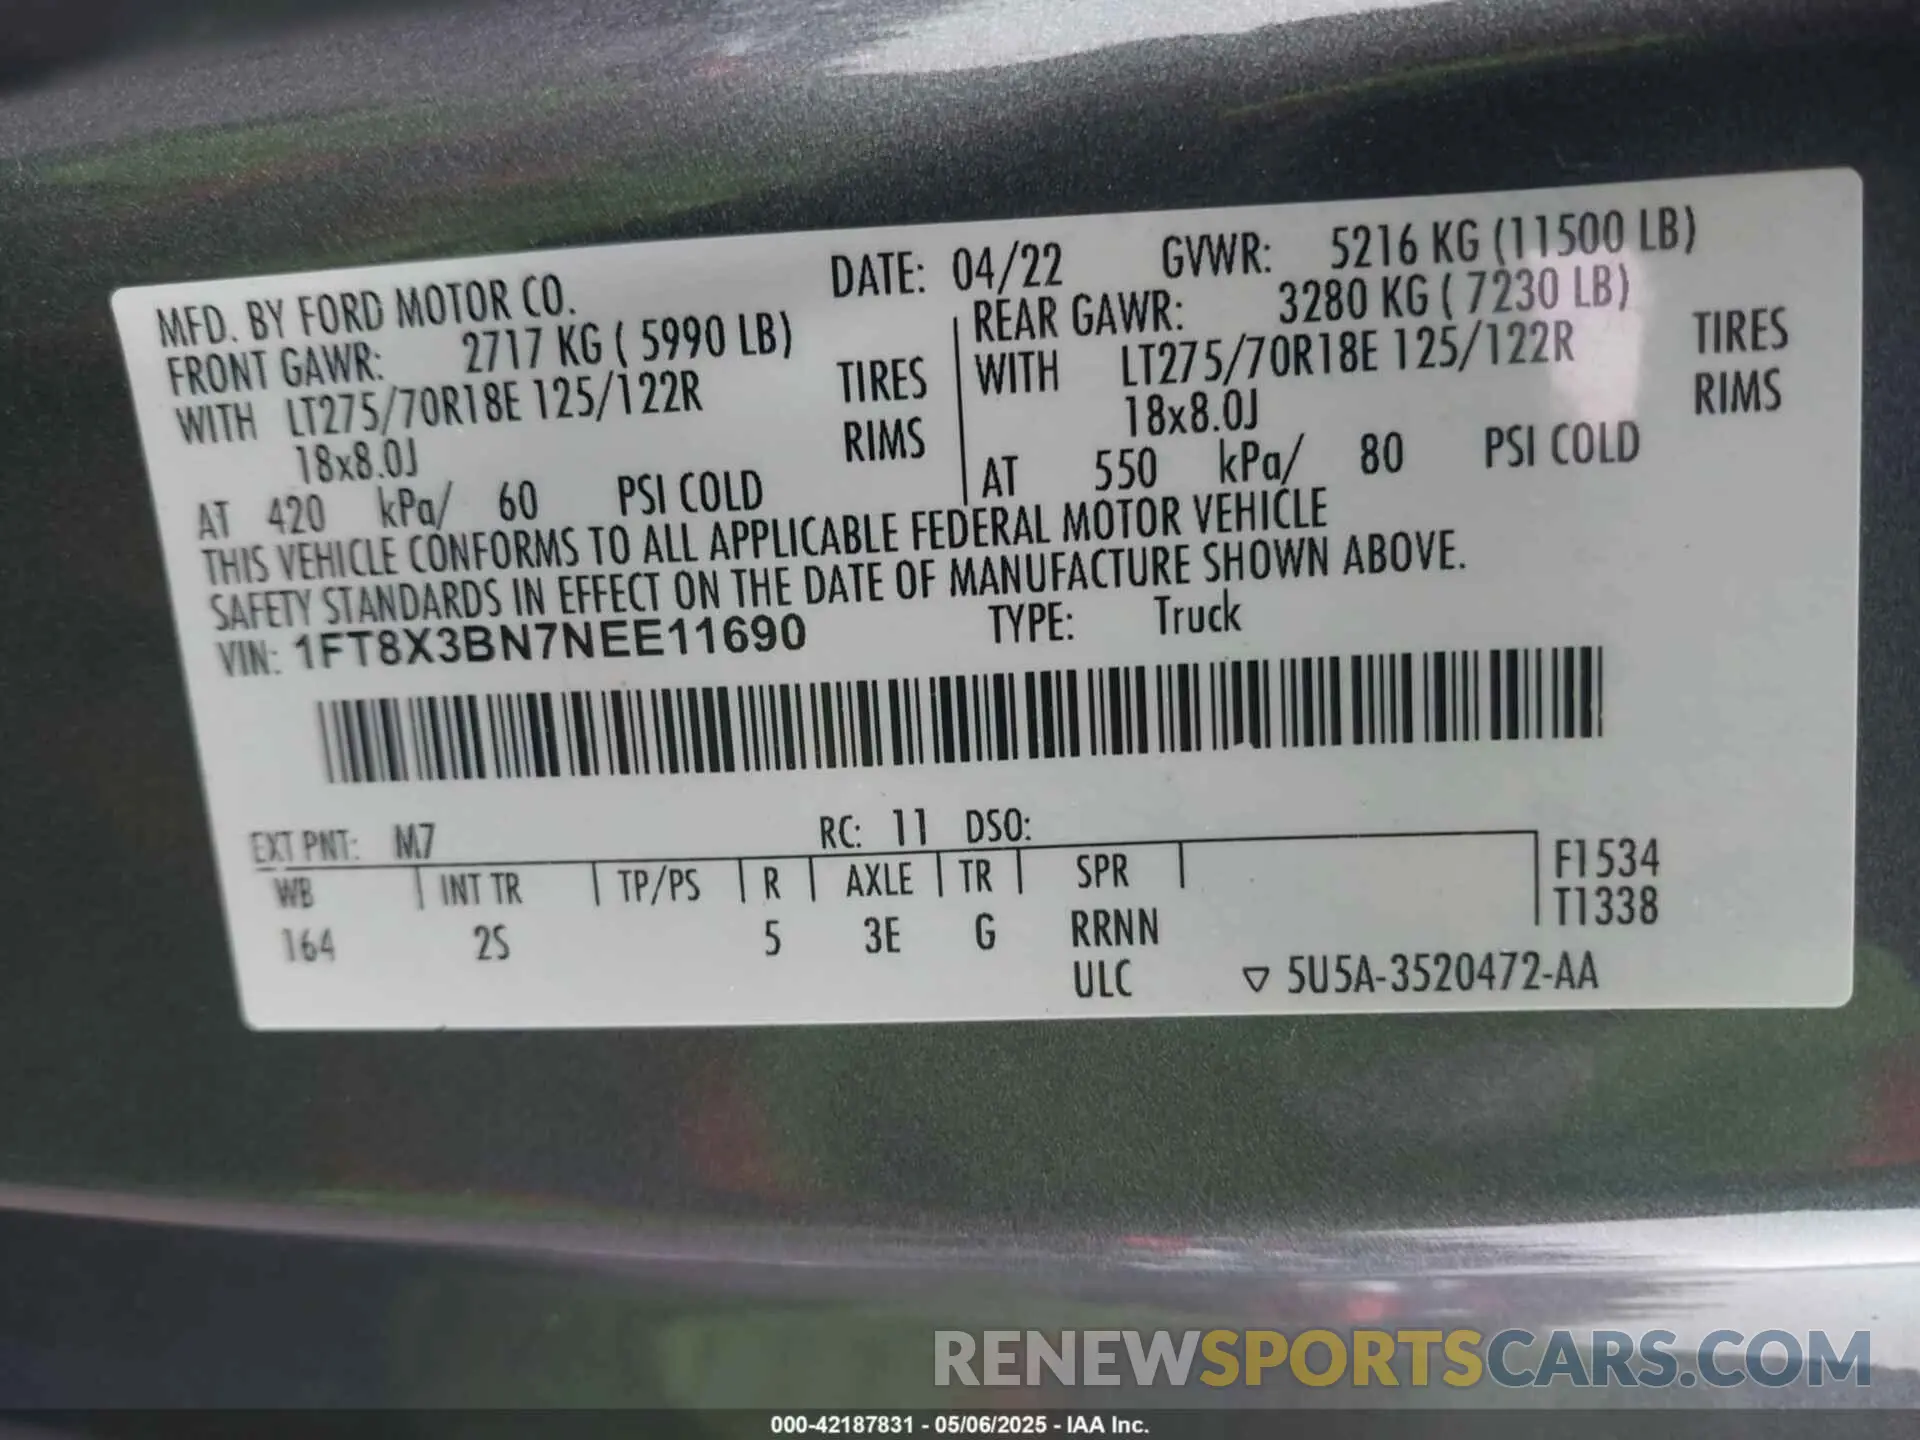 MFD. BY FORD MOTOR CO. DATE: 04/22 GVWR: 5216 KG (11500 LB)
FRONT GAWR: 2717 KG ( 5990 LB) REAR GAWR: 3280 KG ( 7230 LB)
WITH LT275/70R18E 125/122R TIRES WITH LT275/70R18E 125/122R TIRES
18x8.0J RIMS 18x8.0J RIMS
AT 420 kPa/ 60 PSI COLD AT 550 kPa/ 80 PSI COLD
THIS VEHICLE CONFORMS TO ALL APPLICABLE FEDERAL MOTOR VEHICLE
SAFETY STANDARDS IN EFFECT ON THE DATE OF MANUFACTURE SHOWN ABOVE.
VIN: 1FT8X3BN7NEE11690 TYPE: Truck
EXT PNT: M7 RC: 11 DSO:
WB INT TR TP/PS R AXLE TR SPR F1534
T1338
164 2S 5 3E G RRNN
ULC ▽ 5U5A-3520472-AA
RENEWSPORTSCARS.COM
000-42187831 - 05/06/2025 - IAA Inc.